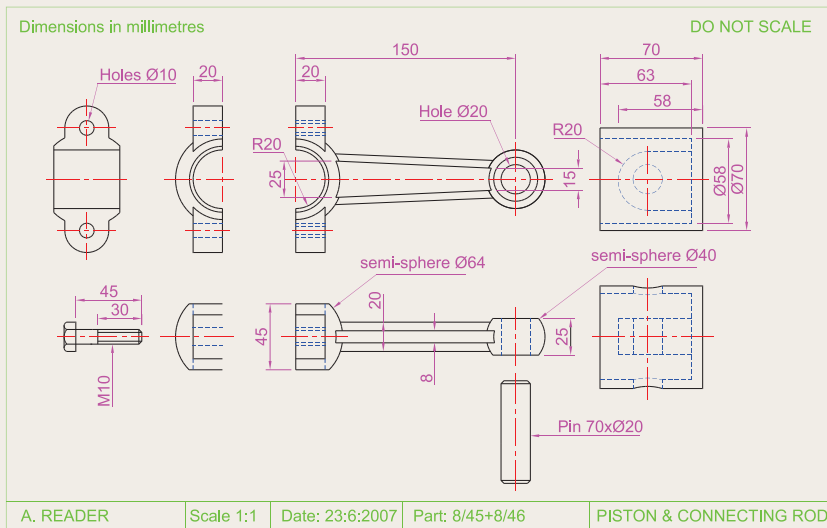 Dimensions in millimetres
DO NOT SCALE
150
70
Holes Ø10
20
20
63
58
Hole Ø20
R20
R20
25
15
Ø58
Ø70
semi-sphere Ø64
semi-sphere Ø40
45
30
M10
45
20
8
25
Pin 70xØ20
A. READER
Scale 1:1
Date: 23:6:2007
Part: 8/45+8/46
PISTON & CONNECTING ROD